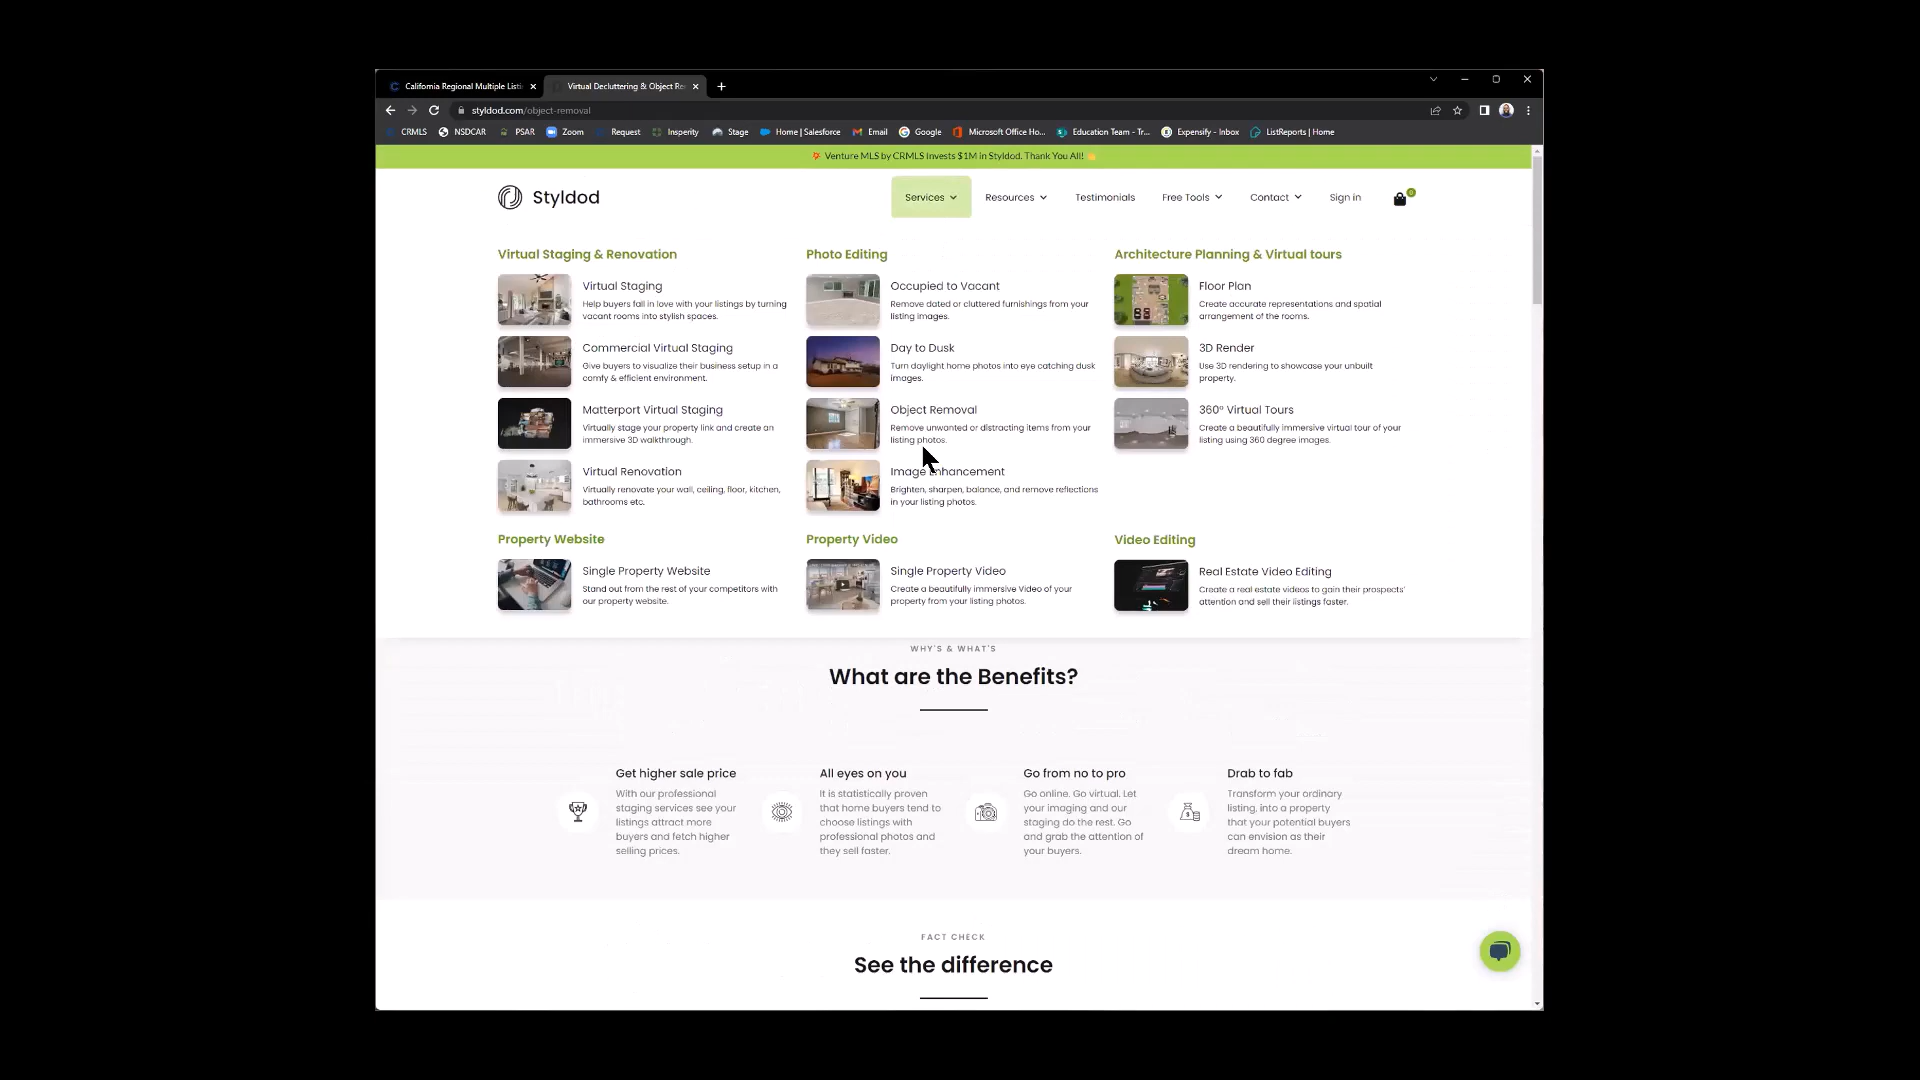 California Regional Multiple Listi
Virtual Decluttering & Object Re
styldod.com/object-removal
CRMLS
NSDCAR
PSAR
Zoom
Request
Insperity
Stage
Home | Salesforce
Email
Google
Microsoft Office Ho...
Education Team - Tr...
Expensify - Inbox
ListReports | Home
Venture MLS by CRMLS Invests $1M in Styldod. Thank You All!
Styldod
Services
Resources
Testimonials
Free Tools
Contact
Sign in
0
Virtual Staging & Renovation
Virtual Staging
Help buyers fall in love with your listings by turning
vacant rooms into stylish spaces.
Commercial Virtual Staging
Give buyers to visualize their business setup in a
comfy & efficient environment.
Matterport Virtual Staging
Virtually stage your property link and create an
immersive 3D walkthrough.
Virtual Renovation
Virtually renovate your wall, ceiling, floor, kitchen,
bathrooms etc.
Photo Editing
Occupied to Vacant
Remove dated or cluttered furnishings from your
listing images.
Day to Dusk
Turn daylight home photos into eye catching dusk
images.
Object Removal
Remove unwanted or distracting items from your
listing photos.
Image Enhancement
Brighten, sharpen, balance, and remove reflections
in your listing photos.
Architecture Planning & Virtual tours
Floor Plan
Create accurate representations and spatial
arrangement of the rooms.
3D Render
Use 3D rendering to showcase your unbuilt
property.
360° Virtual Tours
Create a beautifully immersive virtual tour of your
listing using 360 degree images.
Property Website
Single Property Website
Stand out from the rest of your competitors with
our property website.
Property Video
Single Property Video
Create a beautifully immersive Video of your
property from your listing photos.
Video Editing
Real Estate Video Editing
Create a real estate videos to gain their prospects'
attention and sell their listings faster.
WHY'S & WHAT'S
What are the Benefits?
Get higher sale price
With our professional
staging services see your
listings attract more
buyers and fetch higher
selling prices.
All eyes on you
It is statistically proven
that home buyers tend to
choose listings with
professional photos and
they sell faster.
Go from no to pro
Go online. Go virtual. Let
your imaging and our
staging do the rest. Go
and grab the attention of
your buyers.
Drab to fab
Transform your ordinary
listing, into a property
that your potential buyers
can envision as their
dream home.
FACT CHECK
See the difference